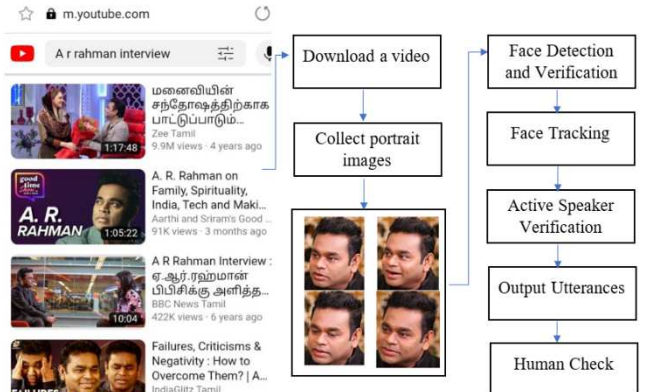 m.youtube.com
A r rahman interview
மனைவியின்
சந்தோஷத்திற்காக
பாட்டுப்பாடும்...
Zee Tamil
9.9M views · 4 years ago
1:17:48
good
time
A. R.
RAHMAN
1:05:22
A. R. Rahman on
Family, Spirituality,
India, Tech and Maki...
Aarthi and Sriram's Good ...
91K views · 3 months ago
10:04
A R Rahman Interview :
ஏ.ஆர்.ரஹ்மான்
பிபிசிக்கு அளித்த...
BBC News Tamil
422K views · 6 years ago
FAILURES
Failures, Criticisms &
Negativity : How to
Overcome Them? | A...
IndiaGlitz Tamil
Download a video
Collect portrait
images
Face Detection
and Verification
Face Tracking
Active Speaker
Verification
Output Utterances
Human Check